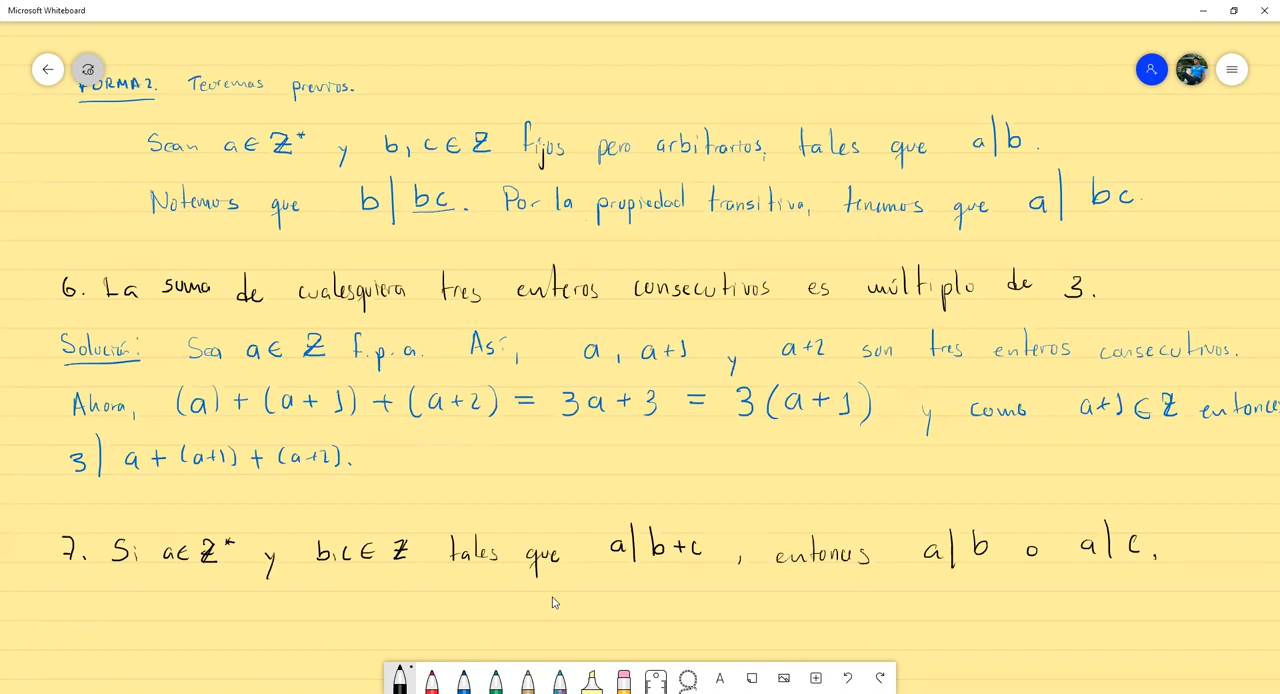 Microsoft Whiteboard
FORMA 2. Teoremas previos.
Sean a ∈ ℤ* y b, c ∈ ℤ fijos pero arbitrarios, tales que a|b.
Notemos que b|bc. Por la propiedad transitiva, tenemos que a|bc.
6. La suma de cualesquiera tres enteros consecutivos es múltiplo de 3.
Solución: Sea a ∈ ℤ f.p.a. Así, a, a+1 y a+2 son tres enteros consecutivos.
Ahora, (a) + (a+1) + (a+2) = 3a+3 = 3(a+1) y como a+1 ∈ ℤ entonces
3| a + (a+1) + (a+2).
7. Si a ∈ ℤ* y b, c ∈ ℤ tales que a|b+c, entonces a|b o a|c.
A